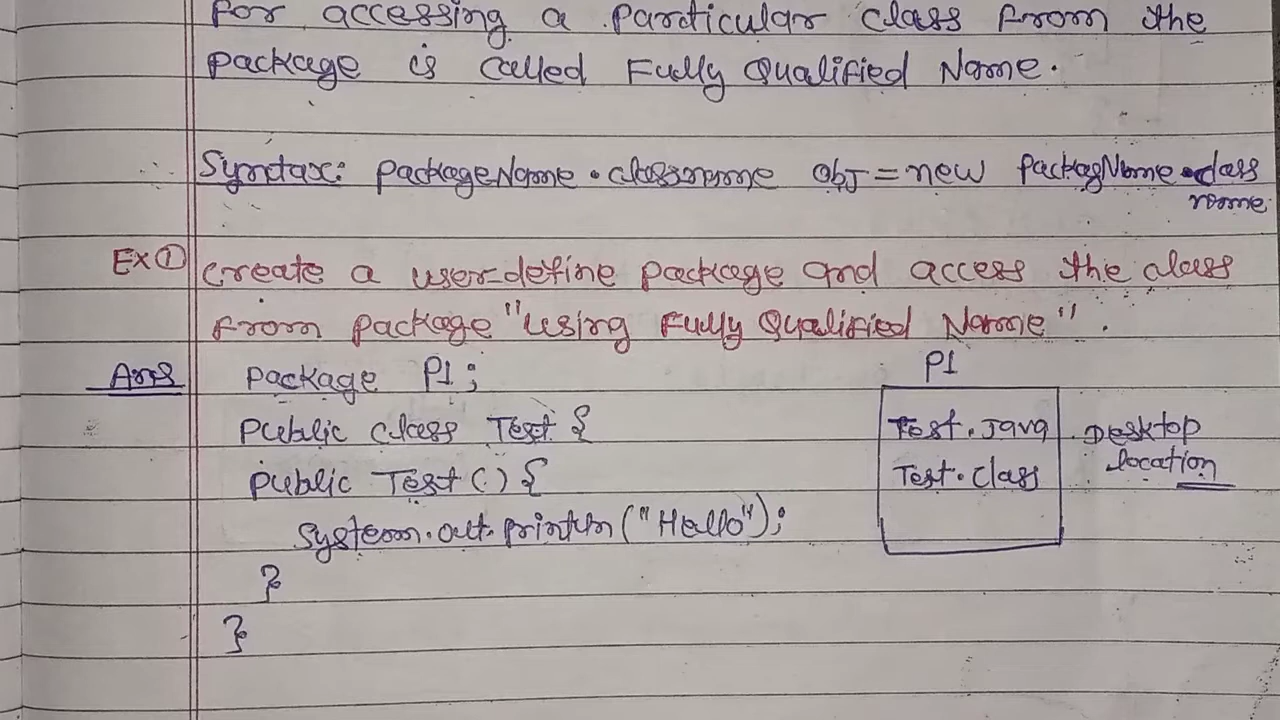 For accessing a particular class from the
package is called Fully Qualified Name.
Syntax: packageName.classname obj = new packagName.class
name
Ex① create a user-define package and access the class
from package "using Fully Qualified Name".
Ans package P1;
public class Test {
public Test() {
System.out.println("Hello");
}
}
P1
Test.java
Test.class
Desktop
location